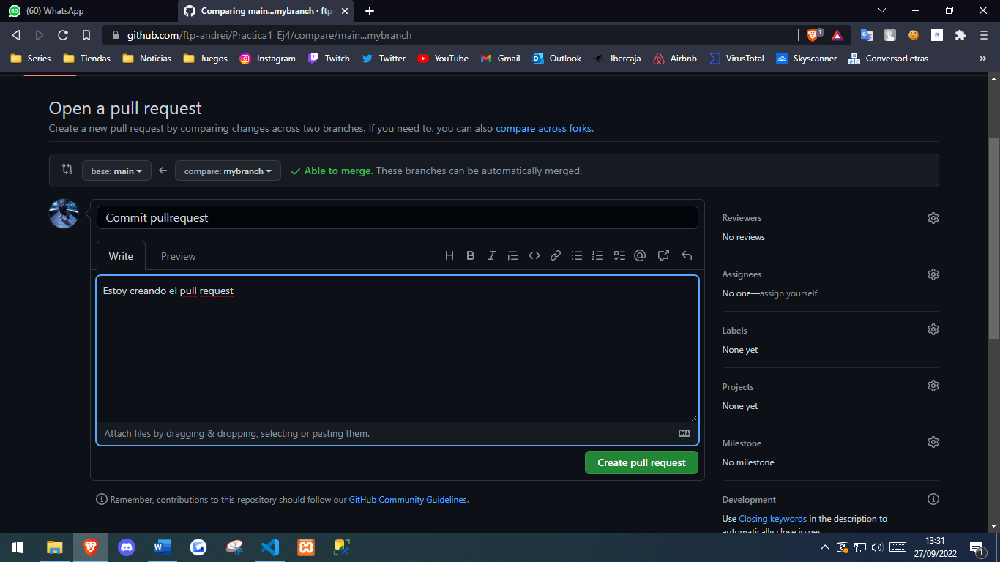 (60) WhatsApp
Comparing main...mybranch · ftp-
github.com/ftp-andrei/Practica1_Ej4/compare/main...mybranch
1
Series Tiendas Noticias Juegos Instagram Twitch Twitter YouTube Gmail Outlook Ibercaja Airbnb VirusTotal Skyscanner ConversorLetras »
Open a pull request
Create a new pull request by comparing changes across two branches. If you need to, you can also compare across forks.
base: main
compare: mybranch
Able to merge. These branches can be automatically merged.
Commit pullrequest
Write Preview
Estoy creando el pull request
Attach files by dragging & dropping, selecting or pasting them.
Create pull request
Remember, contributions to this repository should follow our GitHub Community Guidelines.
Reviewers
No reviews
Assignees
No one—assign yourself
Labels
None yet
Projects
None yet
Milestone
No milestone
Development
Use Closing keywords in the description to
automatically close issues
13:31
27/09/2022
1